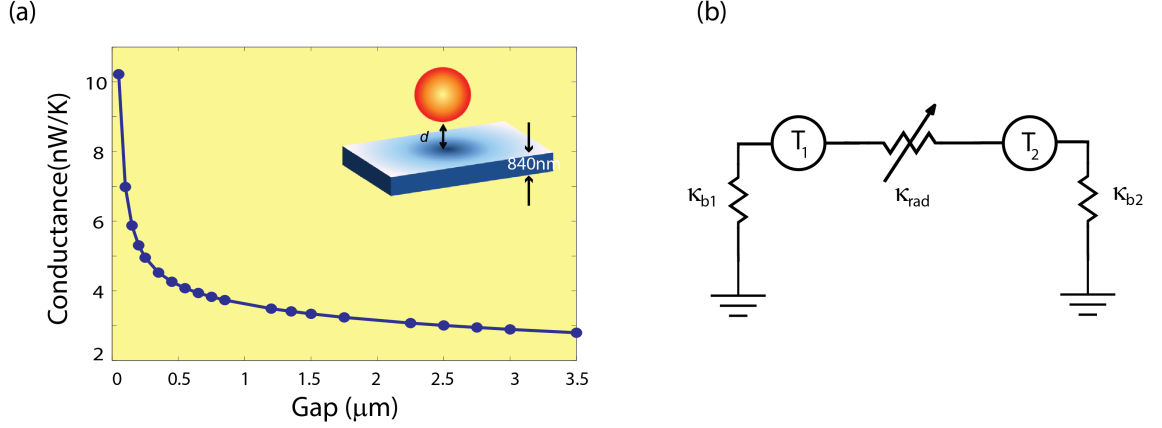 (a)
Conductance(nW/K)
10
8
6
4
2
0 0.5 1 1.5 2 2.5 3 3.5
Gap (μm)
d
840nm
(b)
T1
T2
κrad
κb1
κb2